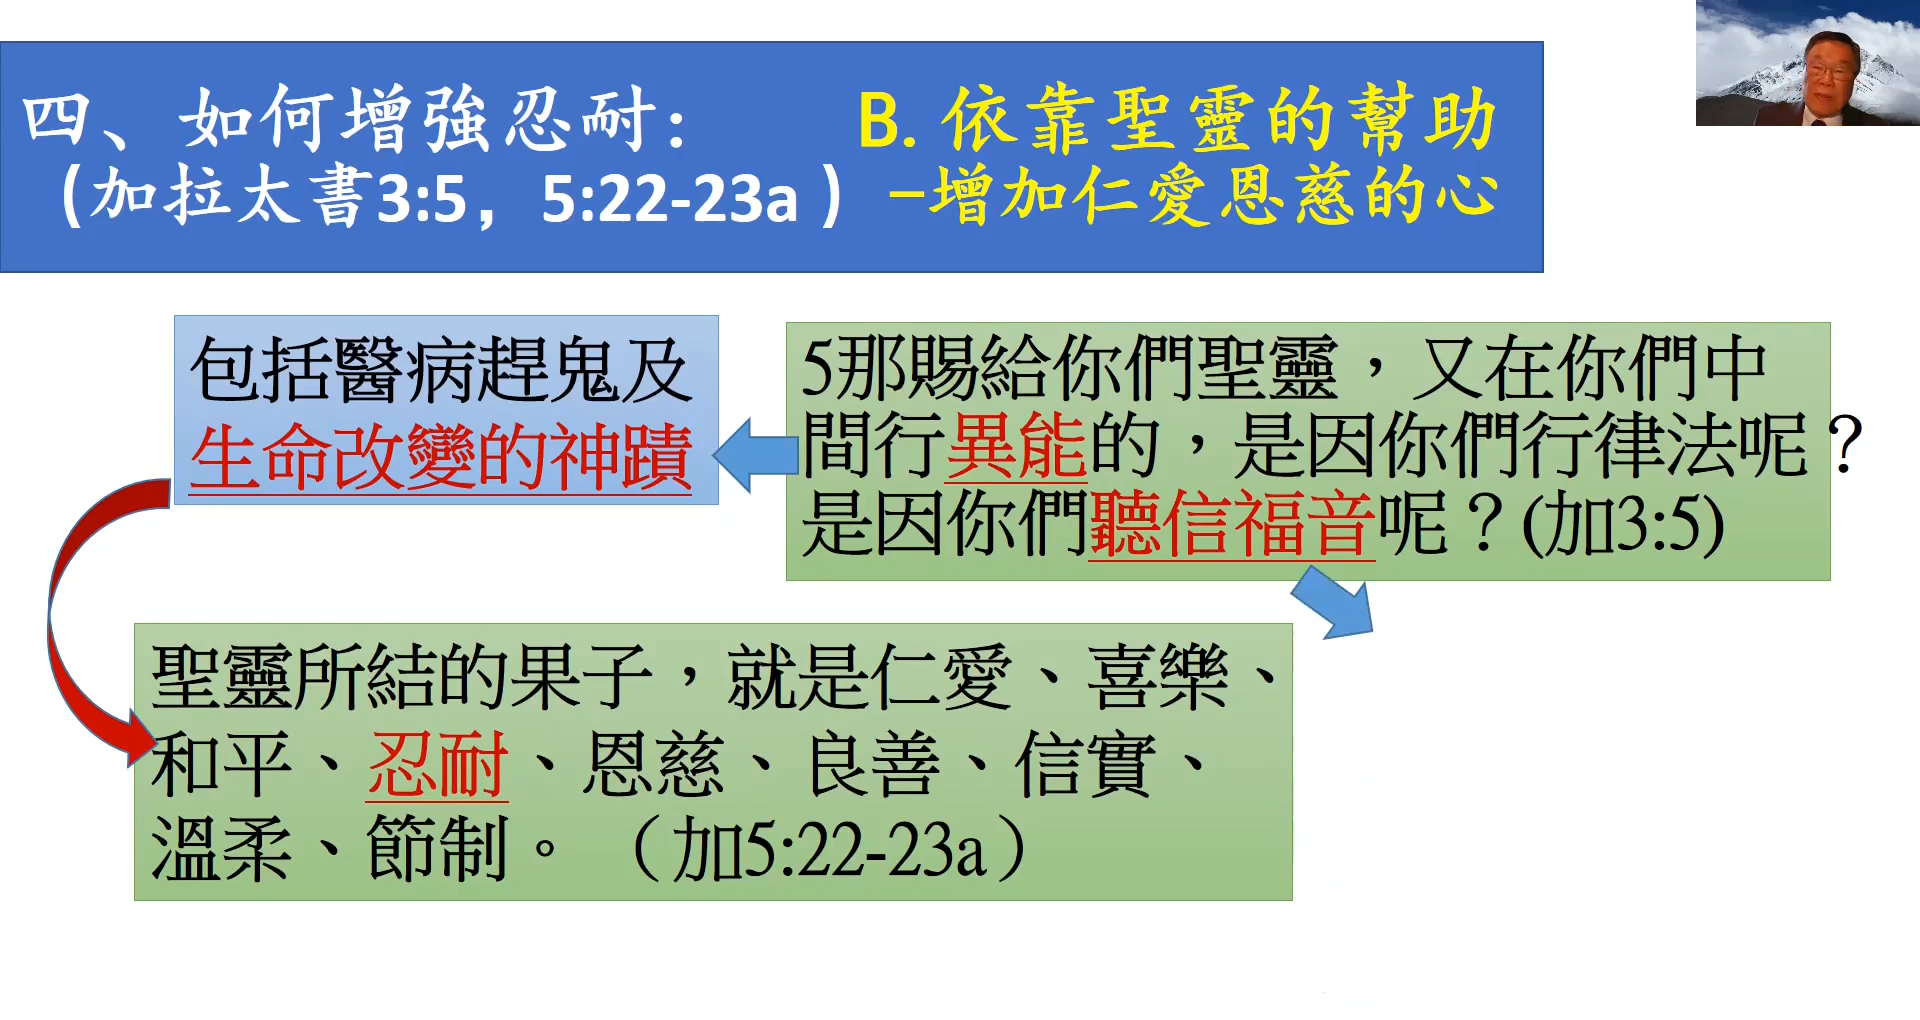 四、如何增強忍耐: B. 依靠聖靈的幫助
(加拉太書3:5, 5:22-23a) –增加仁愛恩慈的心
包括醫病趕鬼及
生命改變的神蹟
5那賜給你們聖靈，又在你們中
間行異能的，是因你們行律法呢？
是因你們聽信福音呢？(加3:5)
聖靈所結的果子，就是仁愛、喜樂、
和平、忍耐、恩慈、良善、信實、
溫柔、節制。（加5:22-23a）